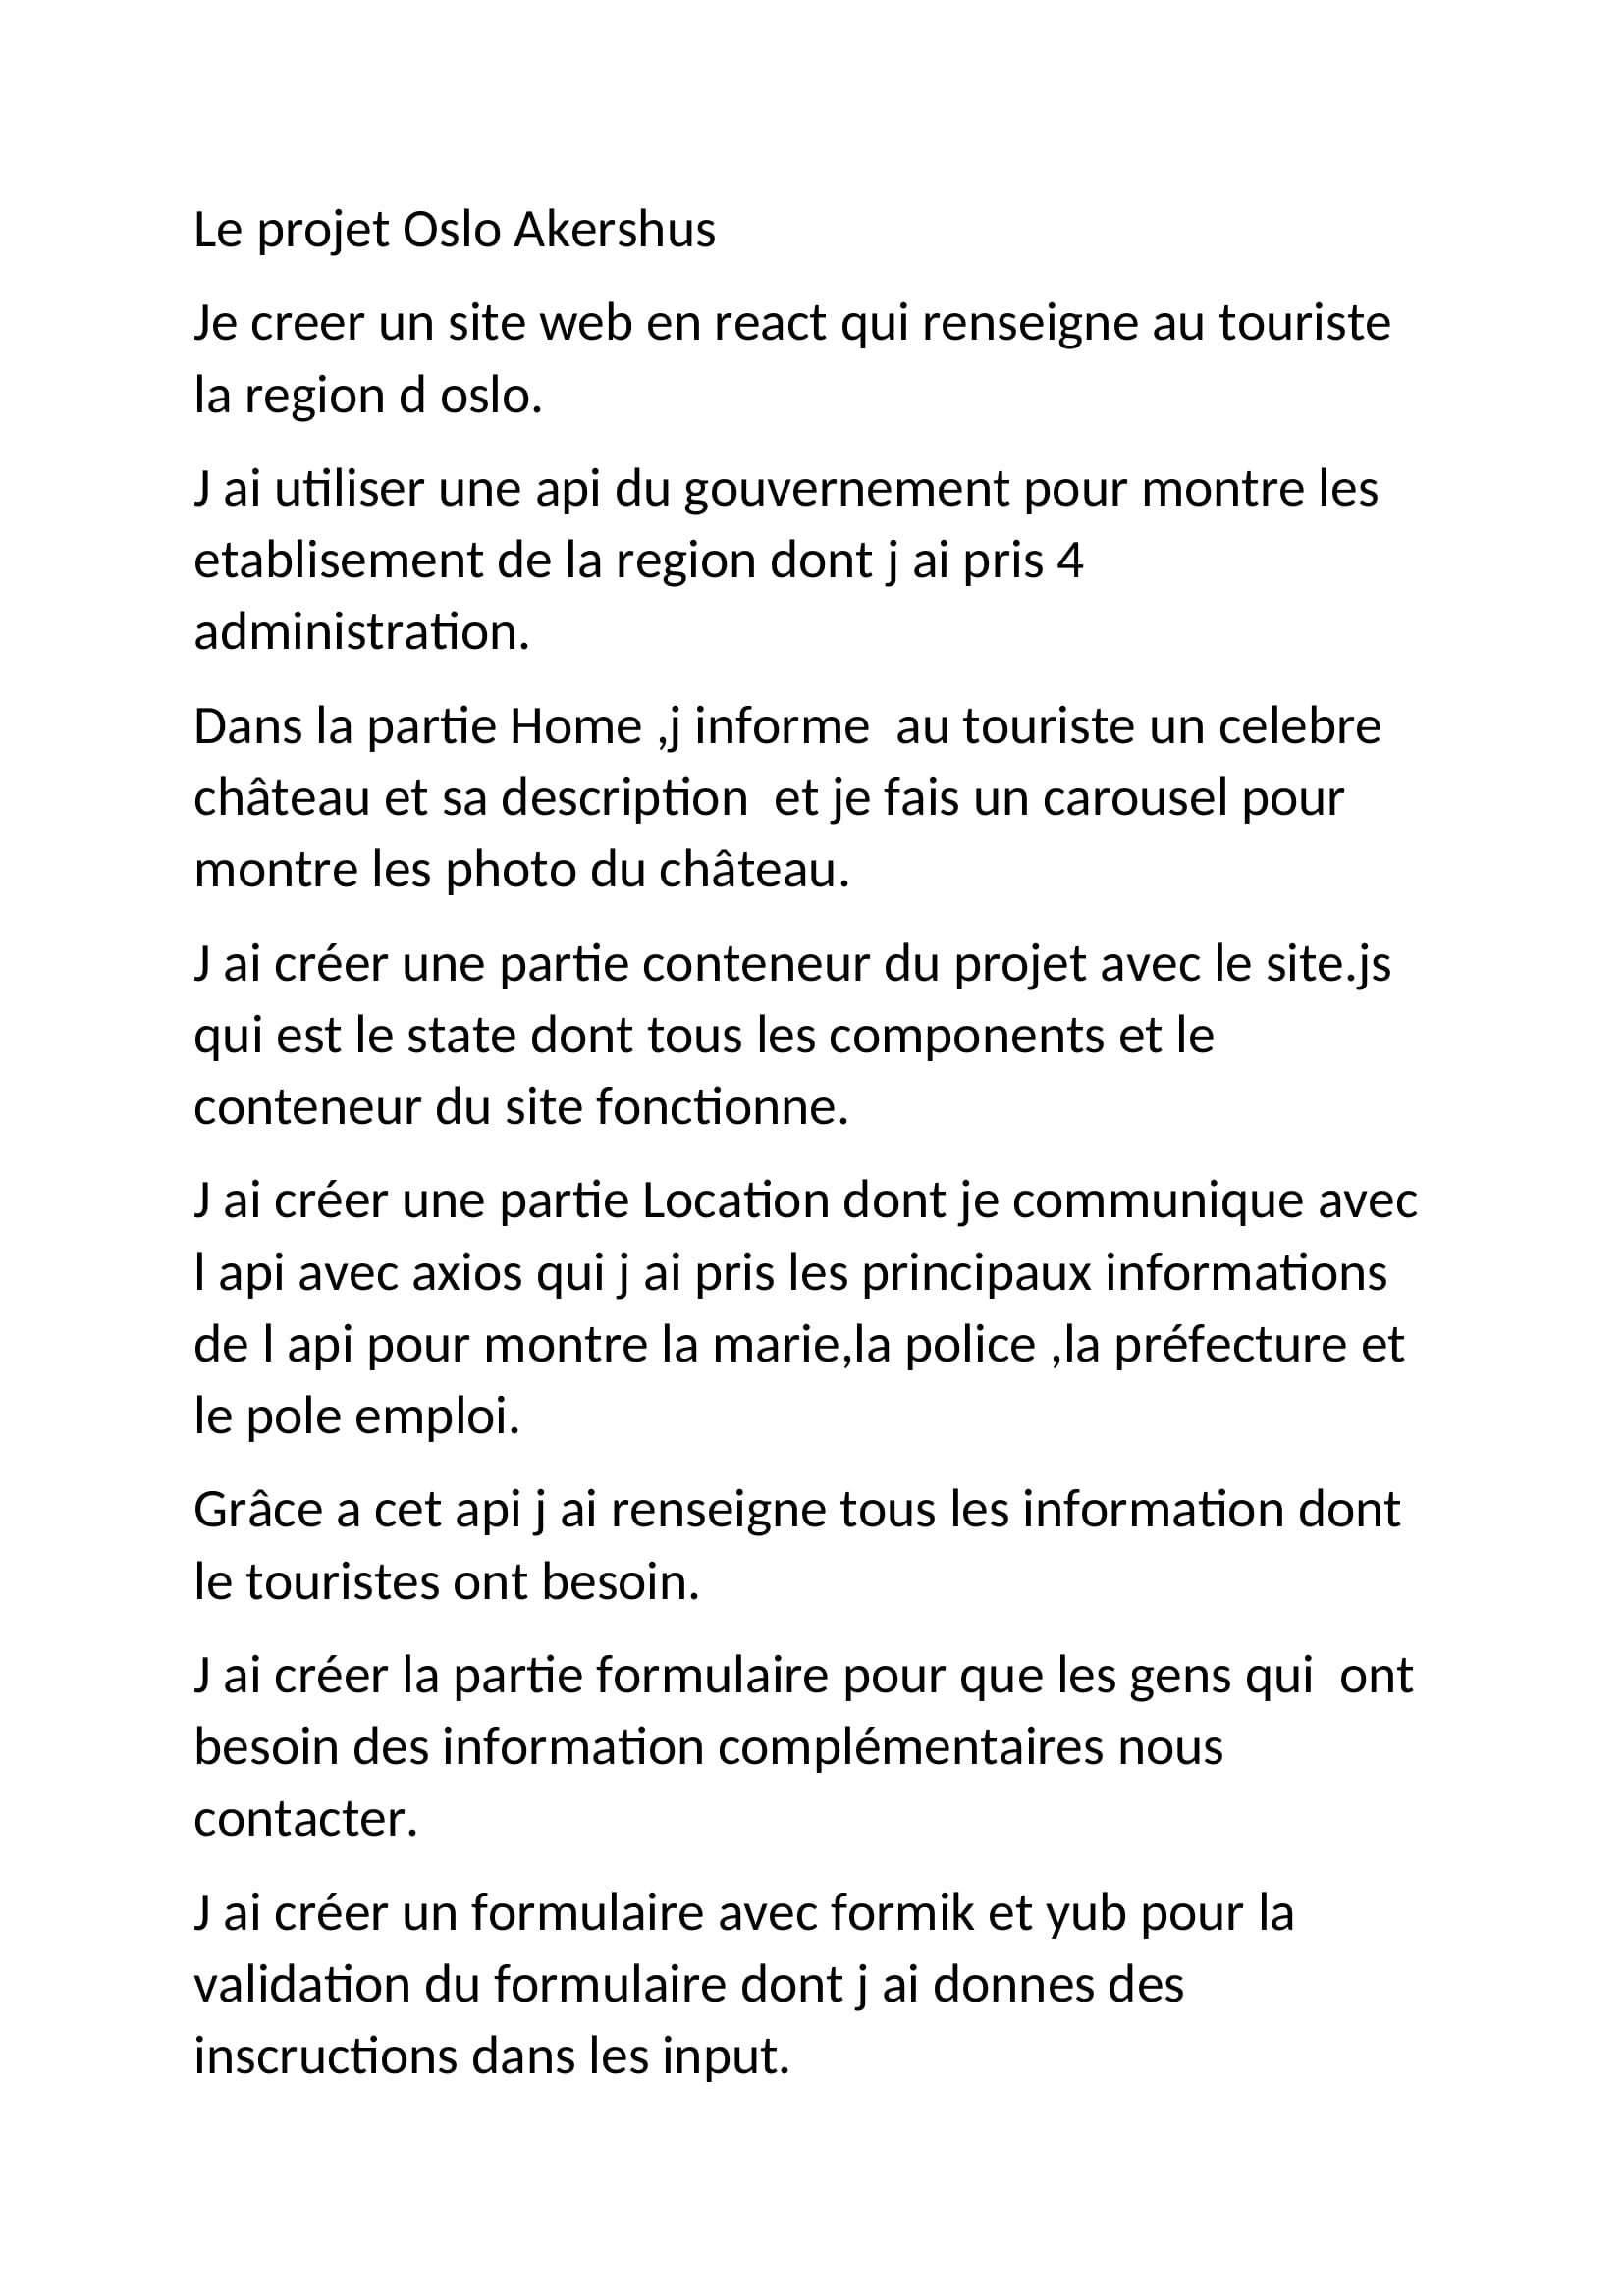 Le projet Oslo Akershus
Je creer un site web en react qui renseigne au touriste
la region d oslo.
J ai utiliser une api du gouvernement pour montre les
etablisement de la region dont j ai pris 4
administration.
Dans la partie Home ,j informe  au touriste un celebre
château et sa description  et je fais un carousel pour
montre les photo du château.
J ai créer une partie conteneur du projet avec le site.js
qui est le state dont tous les components et le
conteneur du site fonctionne.
J ai créer une partie Location dont je communique avec
l api avec axios qui j ai pris les principaux informations
de l api pour montre la marie,la police ,la préfecture et
le pole emploi.
Grâce a cet api j ai renseigne tous les information dont
le touristes ont besoin.
J ai créer la partie formulaire pour que les gens qui  ont
besoin des information complémentaires nous
contacter.
J ai créer un formulaire avec formik et yub pour la
validation du formulaire dont j ai donnes des
inscructions dans les input.